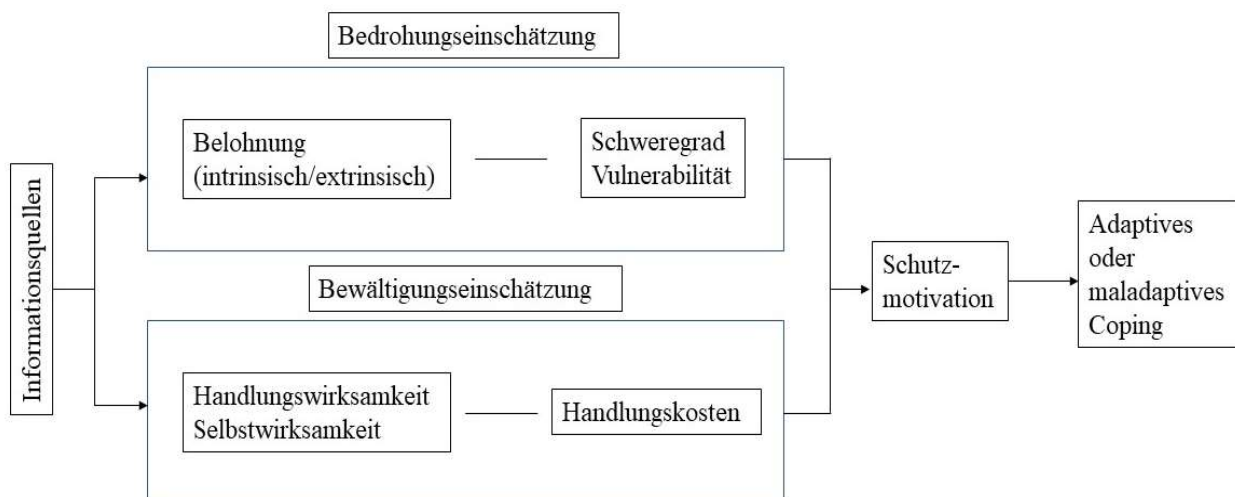 Informationsquellen
Bedrohungseinschätzung
Belohnung
(intrinsisch/extrinsisch)
Schweregrad
Vulnerabilität
Bewältigungseinschätzung
Handlungswirksamkeit
Selbstwirksamkeit
Handlungskosten
Schutz-
motivation
Adaptives
oder
maladaptives
Coping